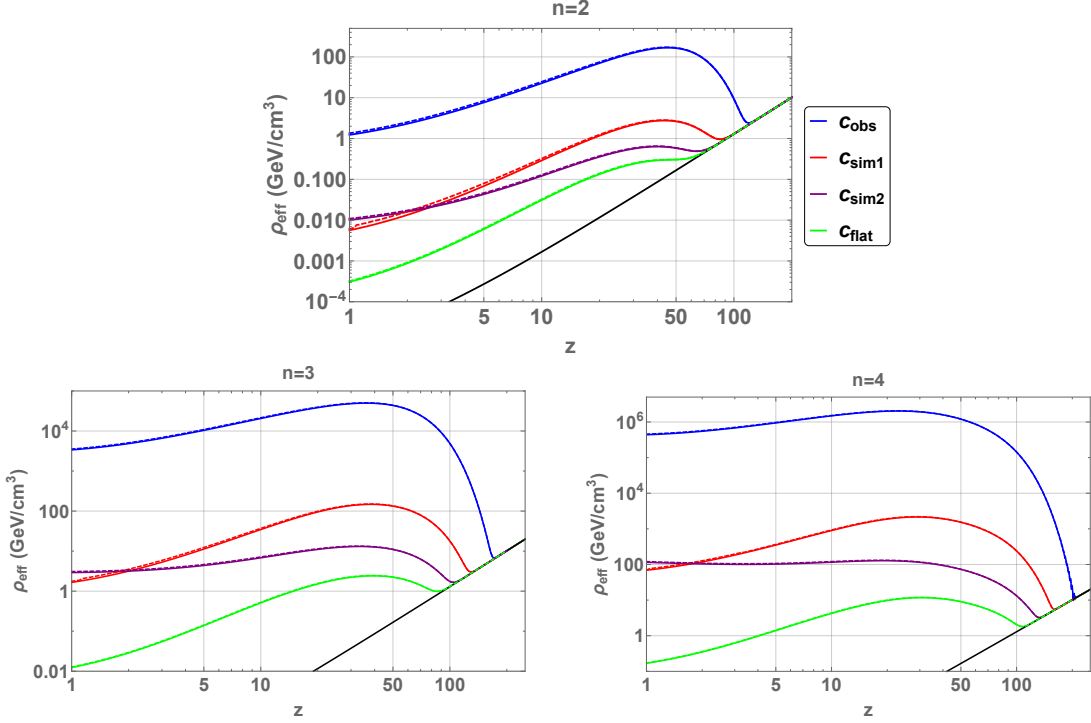 n=2
ρeff (GeV/cm³)
100
10
1
0.100
0.010
0.001
10⁻⁴
1 5 10 50 100
z
cobs
csim1
csim2
cflat
n=3
ρeff (GeV/cm³)
10⁴
100
1
0.01
1 5 10 50 100
z
n=4
ρeff (GeV/cm³)
10⁶
10⁴
100
1
1 5 10 50 100
z